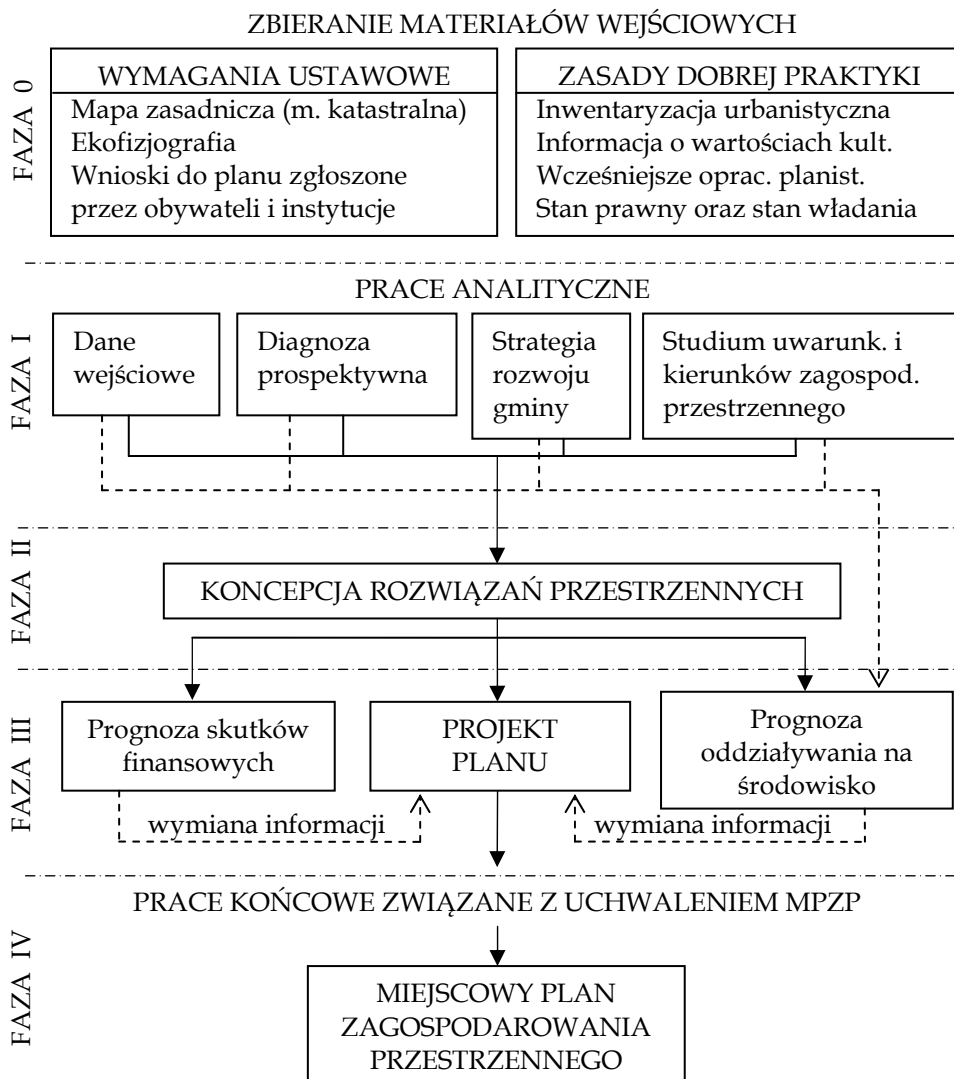 ZBIERANIE MATERIAŁÓW WEJŚCIOWYCH
FAZA 0
WYMAGANIA USTAWOWE
Mapa zasadnicza (m. katastralna)
Ekofizjografia
Wnioski do planu zgłoszone
przez obywateli i instytucje
ZASADY DOBREJ PRAKTYKI
Inwentaryzacja urbanistyczna
Informacja o wartościach kult.
Wcześniejsze oprac. planist.
Stan prawny oraz stan władania
PRACE ANALITYCZNE
FAZA I
Dane
wejściowe
Diagnoza
prospektywna
Strategia
rozwoju
gminy
Studium uwarunk. i
kierunków zagospod.
przestrzennego
FAZA II
KONCEPCJA ROZWIĄZAŃ PRZESTRZENNYCH
FAZA III
Prognoza skutków
finansowych
PROJEKT
PLANU
Prognoza
oddziaływania na
środowisko
wymiana informacji
wymiana informacji
PRACE KOŃCOWE ZWIĄZANE Z UCHWALENIEM MPZP
FAZA IV
MIEJSCOWY PLAN
ZAGOSPODAROWANIA
PRZESTRZENNEGO